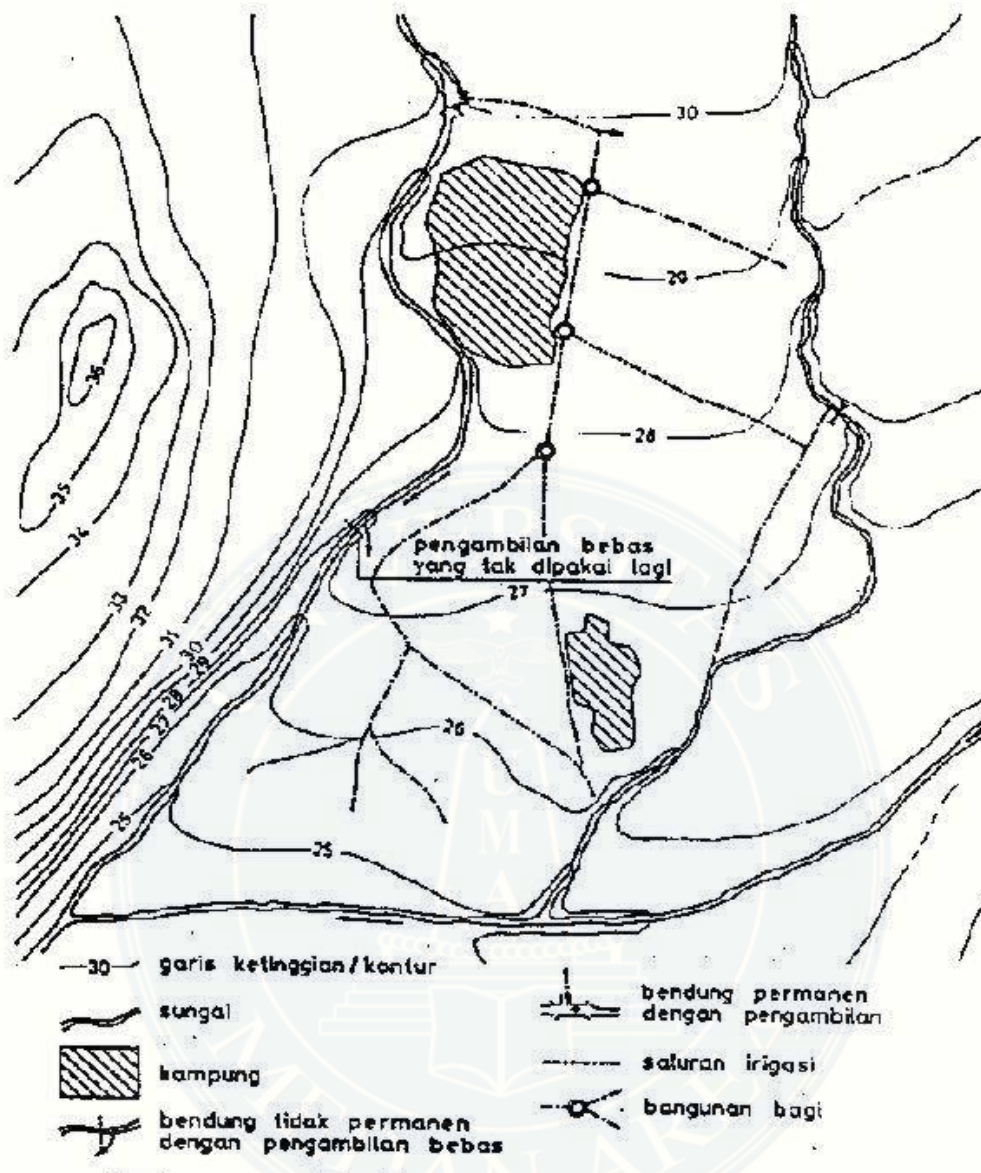 30
29
36
28
35
34
pengambilan bebas
yang tak dipakai lagi
27
33
32
31
30
29
28
27
26
26
25
25
—30— garis ketinggian/kontur
sungai
kampung
bendung tidak permanen
dengan pengambilan bebas
bendung permanen
dengan pengambilan
saluran irigasi
bangunan bagi
UMA